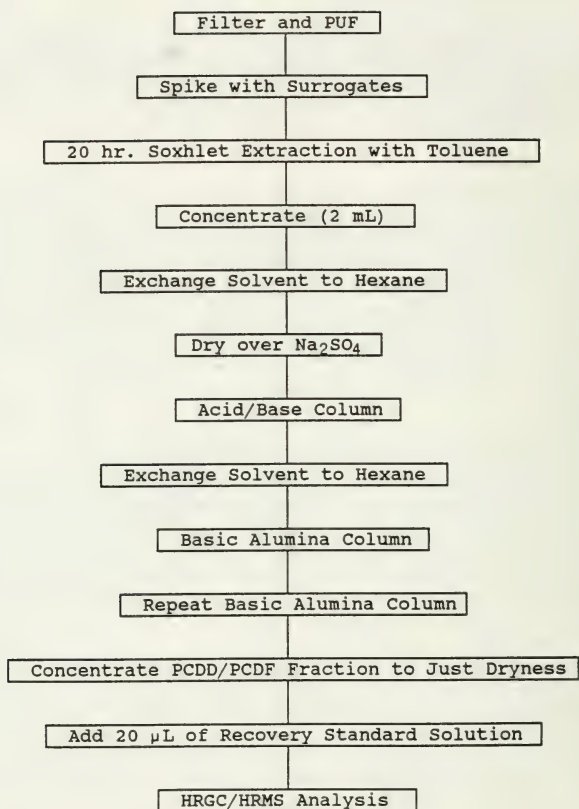 Filter and PUF
Spike with Surrogates
20 hr. Soxhlet Extraction with Toluene
Concentrate (2 mL)
Exchange Solvent to Hexane
Dry over Na₂SO₄
Acid/Base Column
Exchange Solvent to Hexane
Basic Alumina Column
Repeat Basic Alumina Column
Concentrate PCDD/PCDF Fraction to Just Dryness
Add 20 µL of Recovery Standard Solution
HRGC/HRMS Analysis